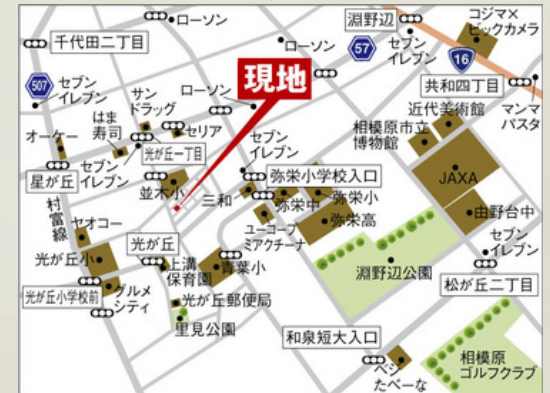 ローソン
淵野辺
コジマ×
ビックカメラ
千代田二丁目
ローソン
57
セブン
イレブン
16
現地
507
セブン
イレブン
サン
ドラッグ
ローソン
共和四丁目
近代美術館
マンマ
パスタ
はま
寿司
セリア
相模原市立
博物館
オーケー
セブン
イレブン
光が丘一丁目
セブン
イレブン
弥栄小学校入口
JAXA
星が丘
並木小
三和
弥栄中
弥栄小
村富線
弥栄高
由野台中
ヤオコー
ユーコープ
ミアクチーナ
セブン
イレブン
光が丘
光が丘小
上溝
保育園
青葉小
淵野辺公園
松が丘二丁目
光が丘小学校前
グルメ
シティ
光が丘郵便局
里見公園
和泉短大入口
相模原
ゴルフクラブ
ベジ
たべーな